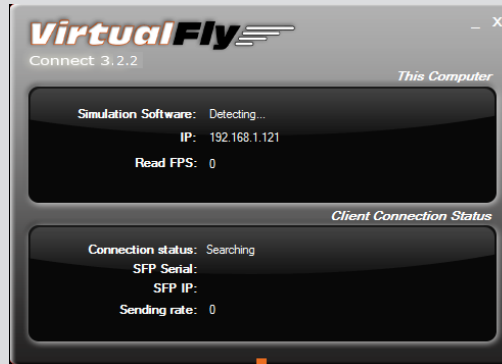 VirtualFly
_ X
Connect 3.2.2
This Computer
Simulation Software: Detecting...
IP: 192.168.1.121
Read FPS: 0
Client Connection Status
Connection status: Searching
SFP Serial:
SFP IP:
Sending rate: 0